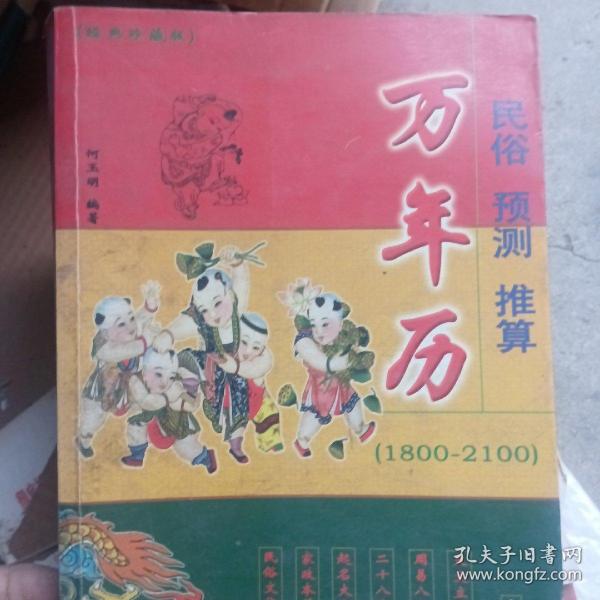 (经典珍藏版)
何玉明 编著
万年历
民俗 预测 推算
(1800-2100)
周易八
二十八
起名大
家政本
民俗文
孔夫子旧书网
www.kongfz.com